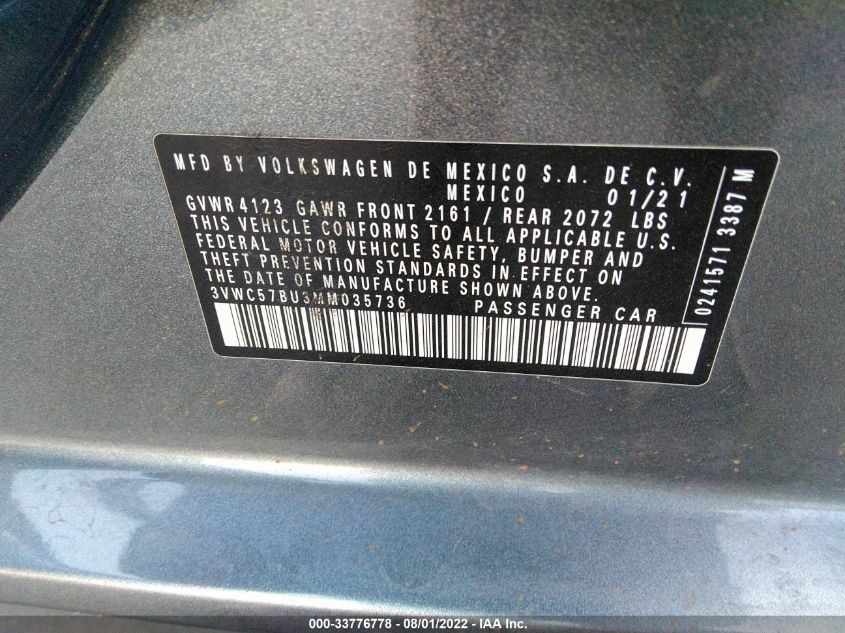 MFD BY VOLKSWAGEN DE MEXICO S.A. DE C.V.
MEXICO 01/21
GVWR 4123 GAWR FRONT 2161 / REAR 2072 LBS
THIS VEHICLE CONFORMS TO ALL APPLICABLE U.S.
FEDERAL MOTOR VEHICLE SAFETY, BUMPER AND
THEFT PREVENTION STANDARDS IN EFFECT ON
THE DATE OF MANUFACTURE SHOWN ABOVE.
3VWC57BU3MM035736 PASSENGER CAR
0241571 3387 M
000-33776778 - 08/01/2022 - IAA Inc.